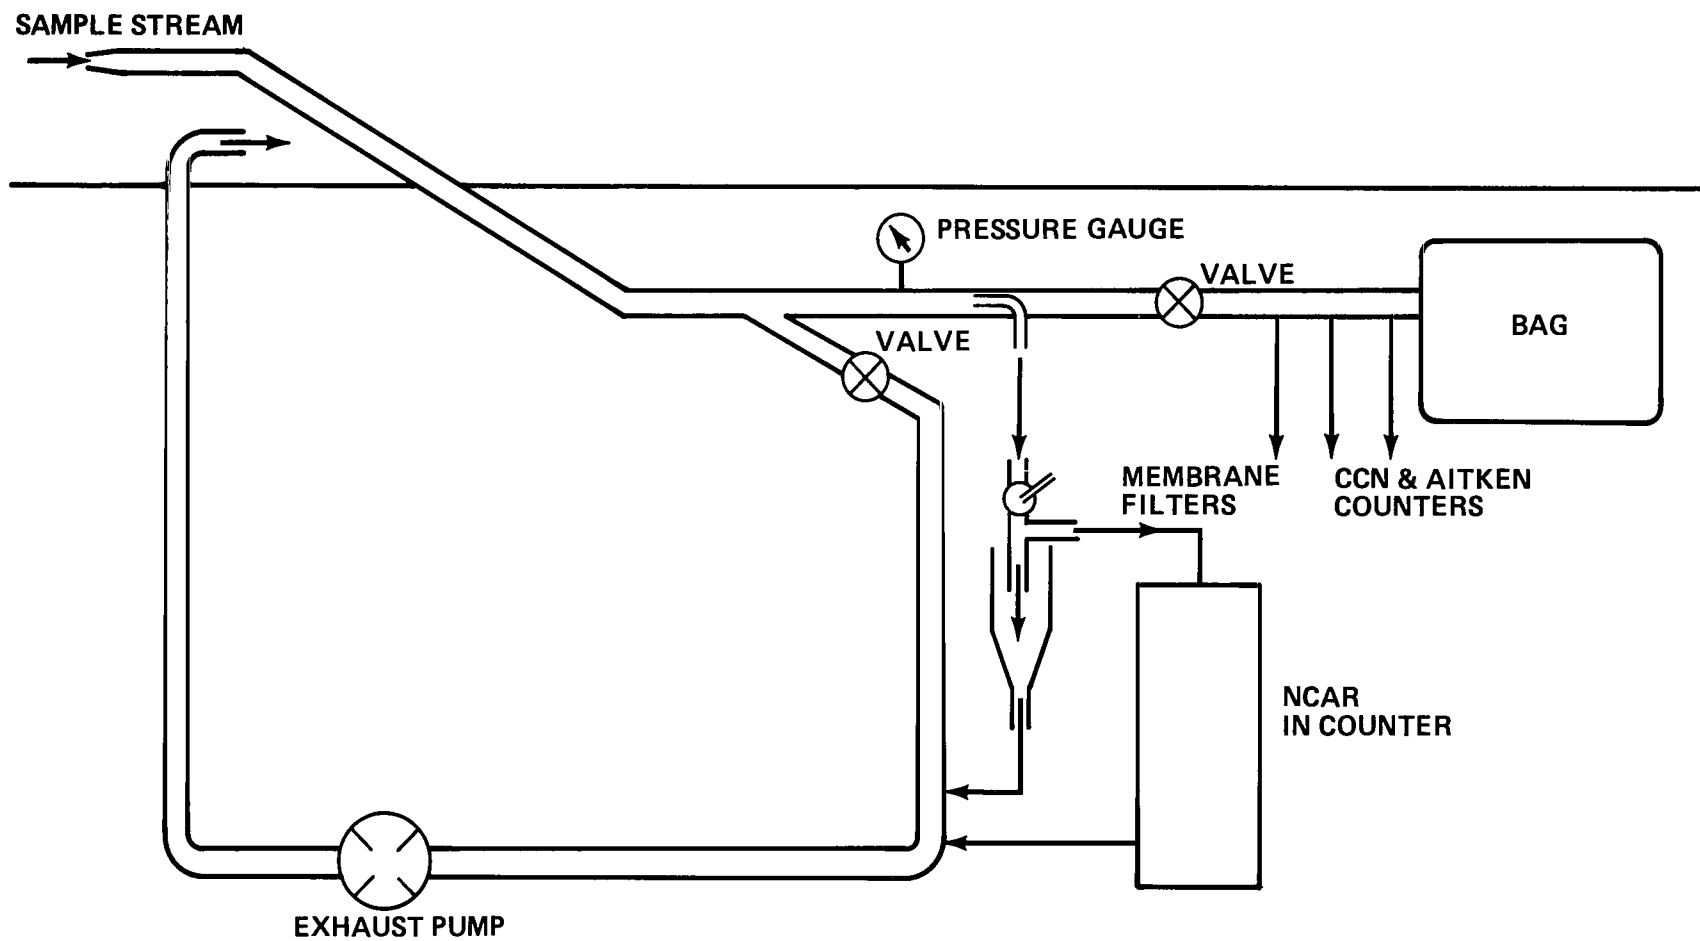 SAMPLE STREAM
PRESSURE GAUGE
VALVE
BAG
VALVE
MEMBRANE
FILTERS
CCN & AITKEN
COUNTERS
NCAR
IN COUNTER
EXHAUST PUMP